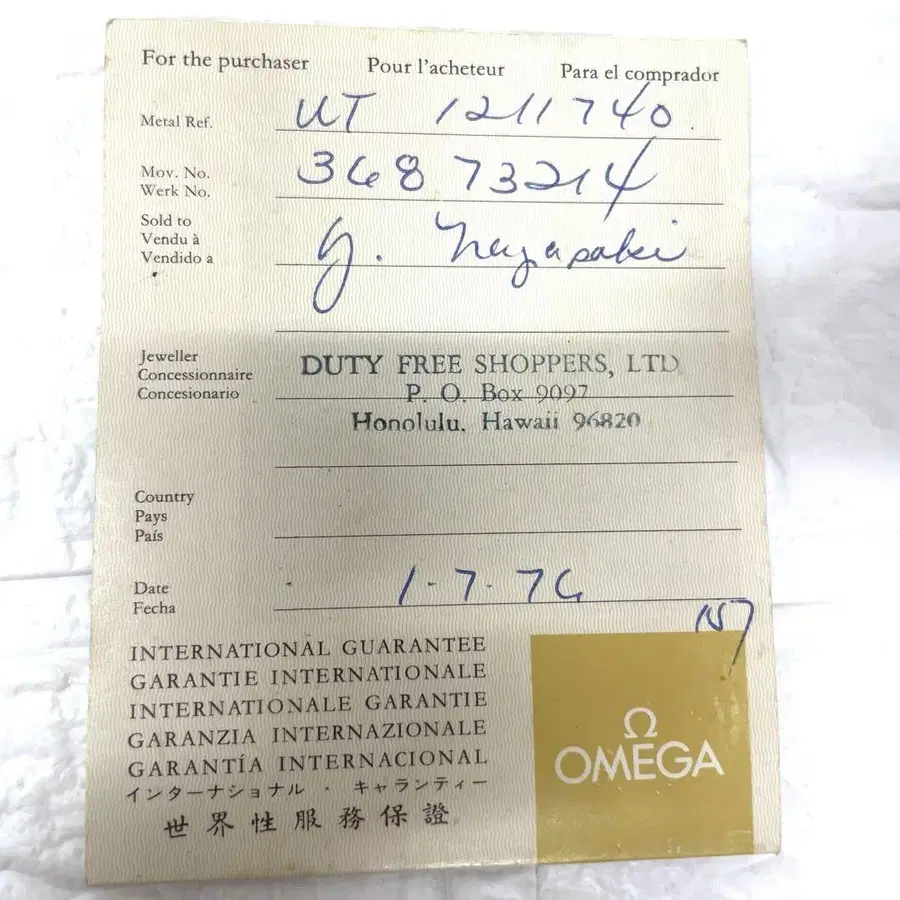 For the purchaser Pour l'acheteur Para el comprador
Metal Ref. UT 1211740.
Mov. No. 36873214
Werk No.
Sold to
Vendu à
Vendido a
Y. Nagasaki
Jeweller DUTY FREE SHOPPERS, LTD
Concessionnaire P. O. Box 9097
Concesionario Honolulu, Hawaii 96820
Country
Pays
País
Date 1-7-76
Fecha
157
INTERNATIONAL GUARANTEE
GARANTIE INTERNATIONALE
INTERNATIONALE GARANTIE
GARANZIA INTERNAZIONALE
GARANTÍA INTERNACIONAL
インターナショナル・キャランティー
世界性服務保證
Ω
OMEGA